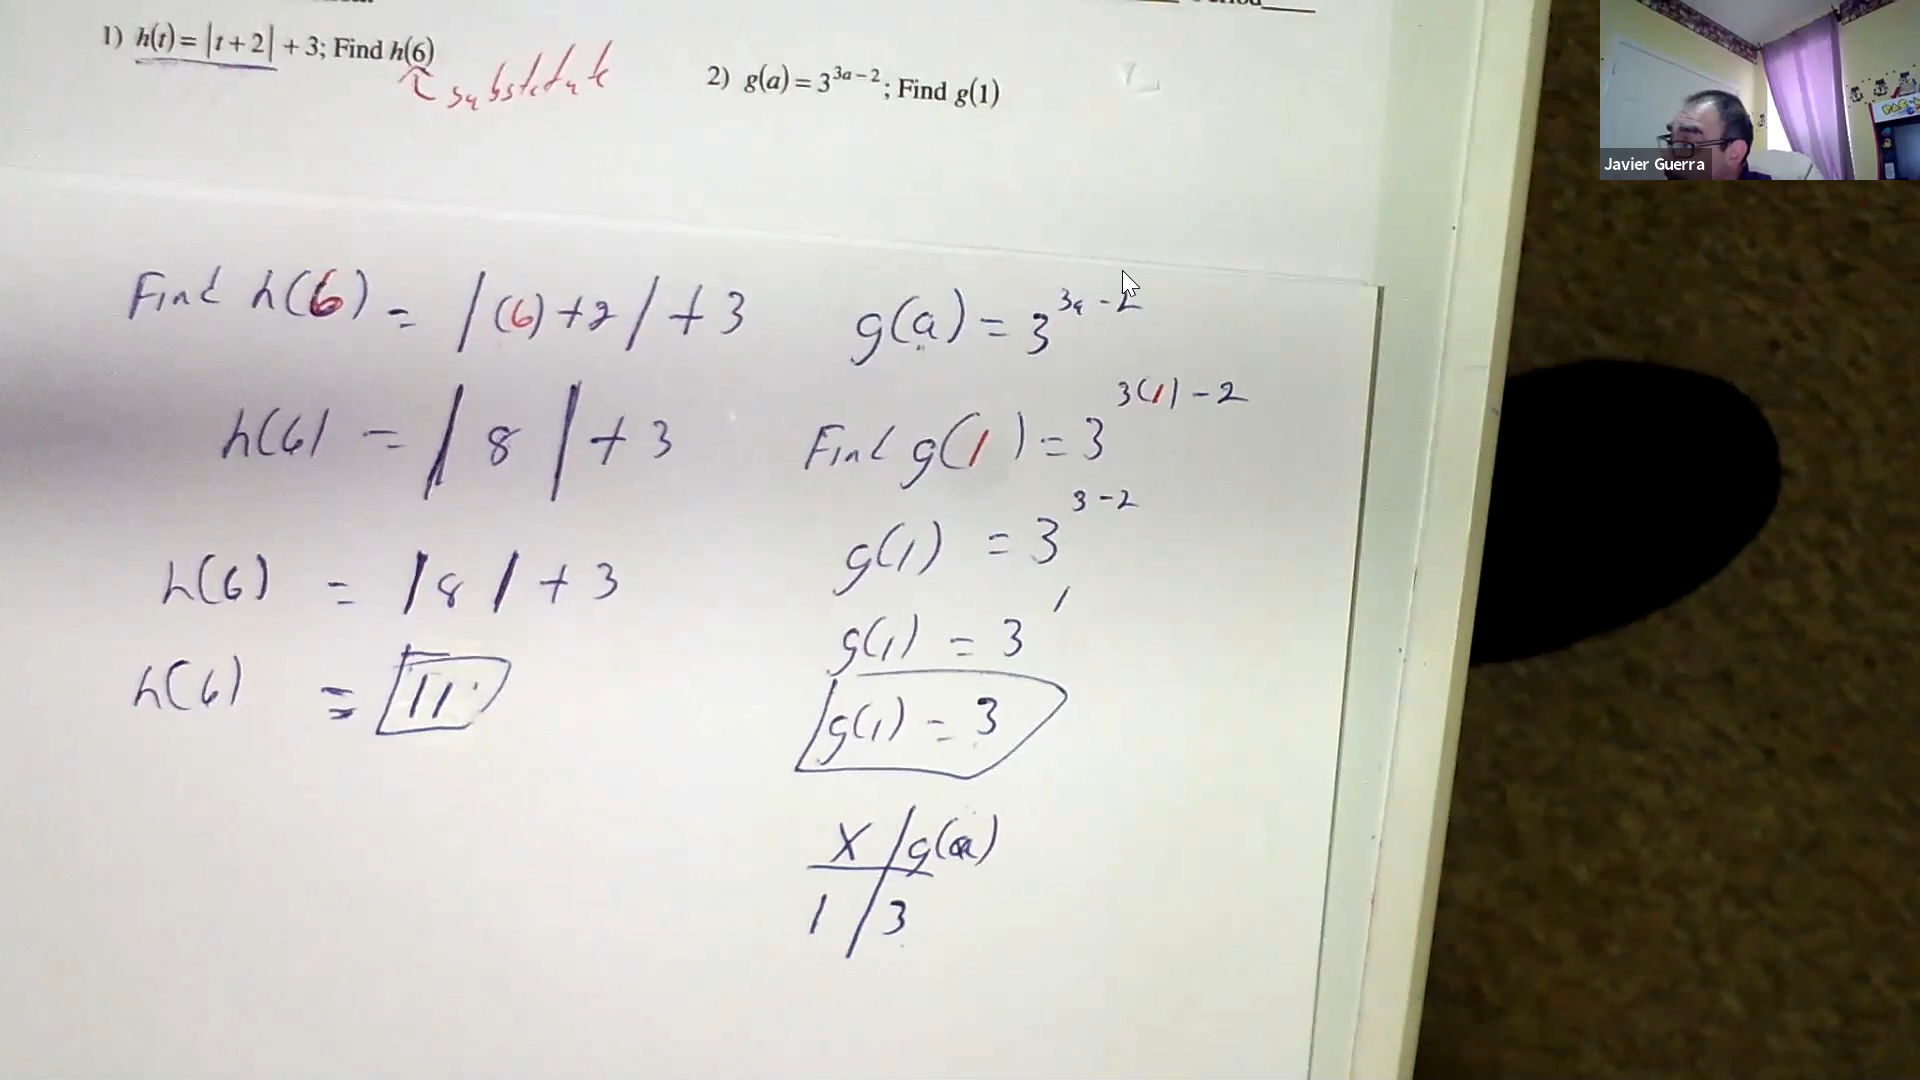 1) h(t) = |t + 2| + 3; Find h(6)
substitute
2) g(a) = 3^{3a − 2}; Find g(1)
Find h(6) = |(6) + 2| + 3
h(6) = |8| + 3
h(6) = |8| + 3
h(6) = 11
g(a) = 3^{3a - 2}
Find g(1) = 3^{3(1) - 2}
g(1) = 3^{3 - 2}
g(1) = 3^1
g(1) = 3
X | g(a)
1 | 3
Javier Guerra